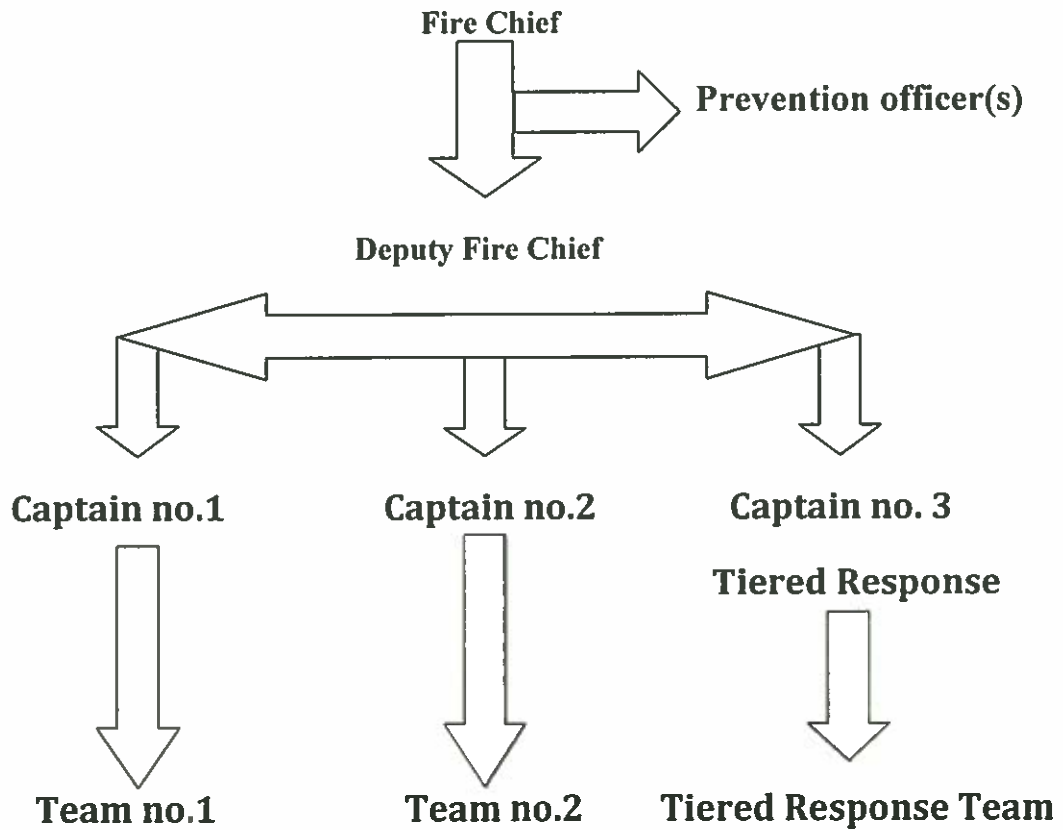 Fire Chief
Prevention officer(s)
Deputy Fire Chief
Captain no.1
Captain no.2
Captain no. 3
Tiered Response
Team no.1
Team no.2
Tiered Response Team